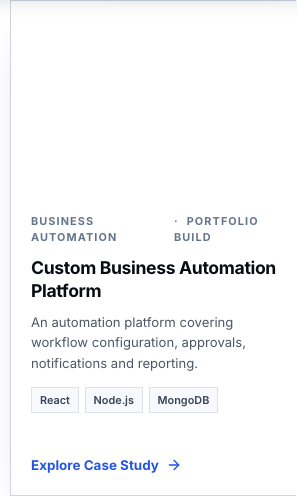 BUSINESS AUTOMATION
· PORTFOLIO BUILD
Custom Business Automation
Platform
An automation platform covering
workflow configuration, approvals,
notifications and reporting.
React Node.js MongoDB
Explore Case Study →